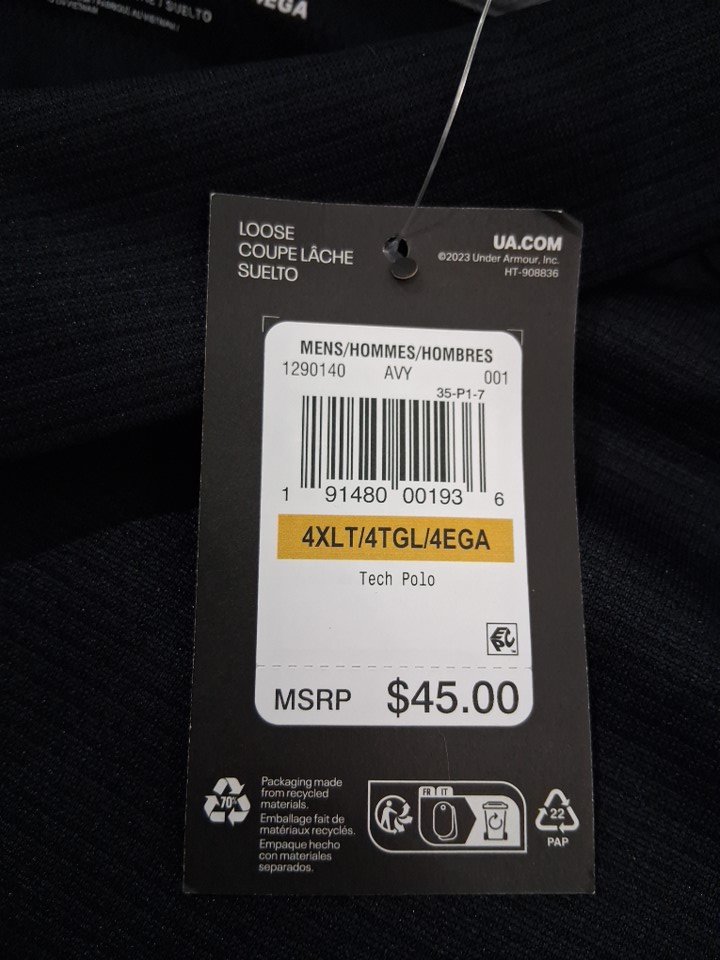 / SUELTO
4EGA
LOOSE
COUPE LÂCHE
SUELTO
UA.COM
©2023 Under Armour, Inc.
HT-908836
MENS/HOMMES/HOMBRES
1290140 AVY 001
35-P1-7
1 91480 00193 6
4XLT/4TGL/4EGA
Tech Polo
EPC
MSRP $45.00
70%
Packaging made
from recycled
materials.
Emballage fait de
matériaux recyclés.
Empaque hecho
con materiales
separados.
FR IT
22
PAP